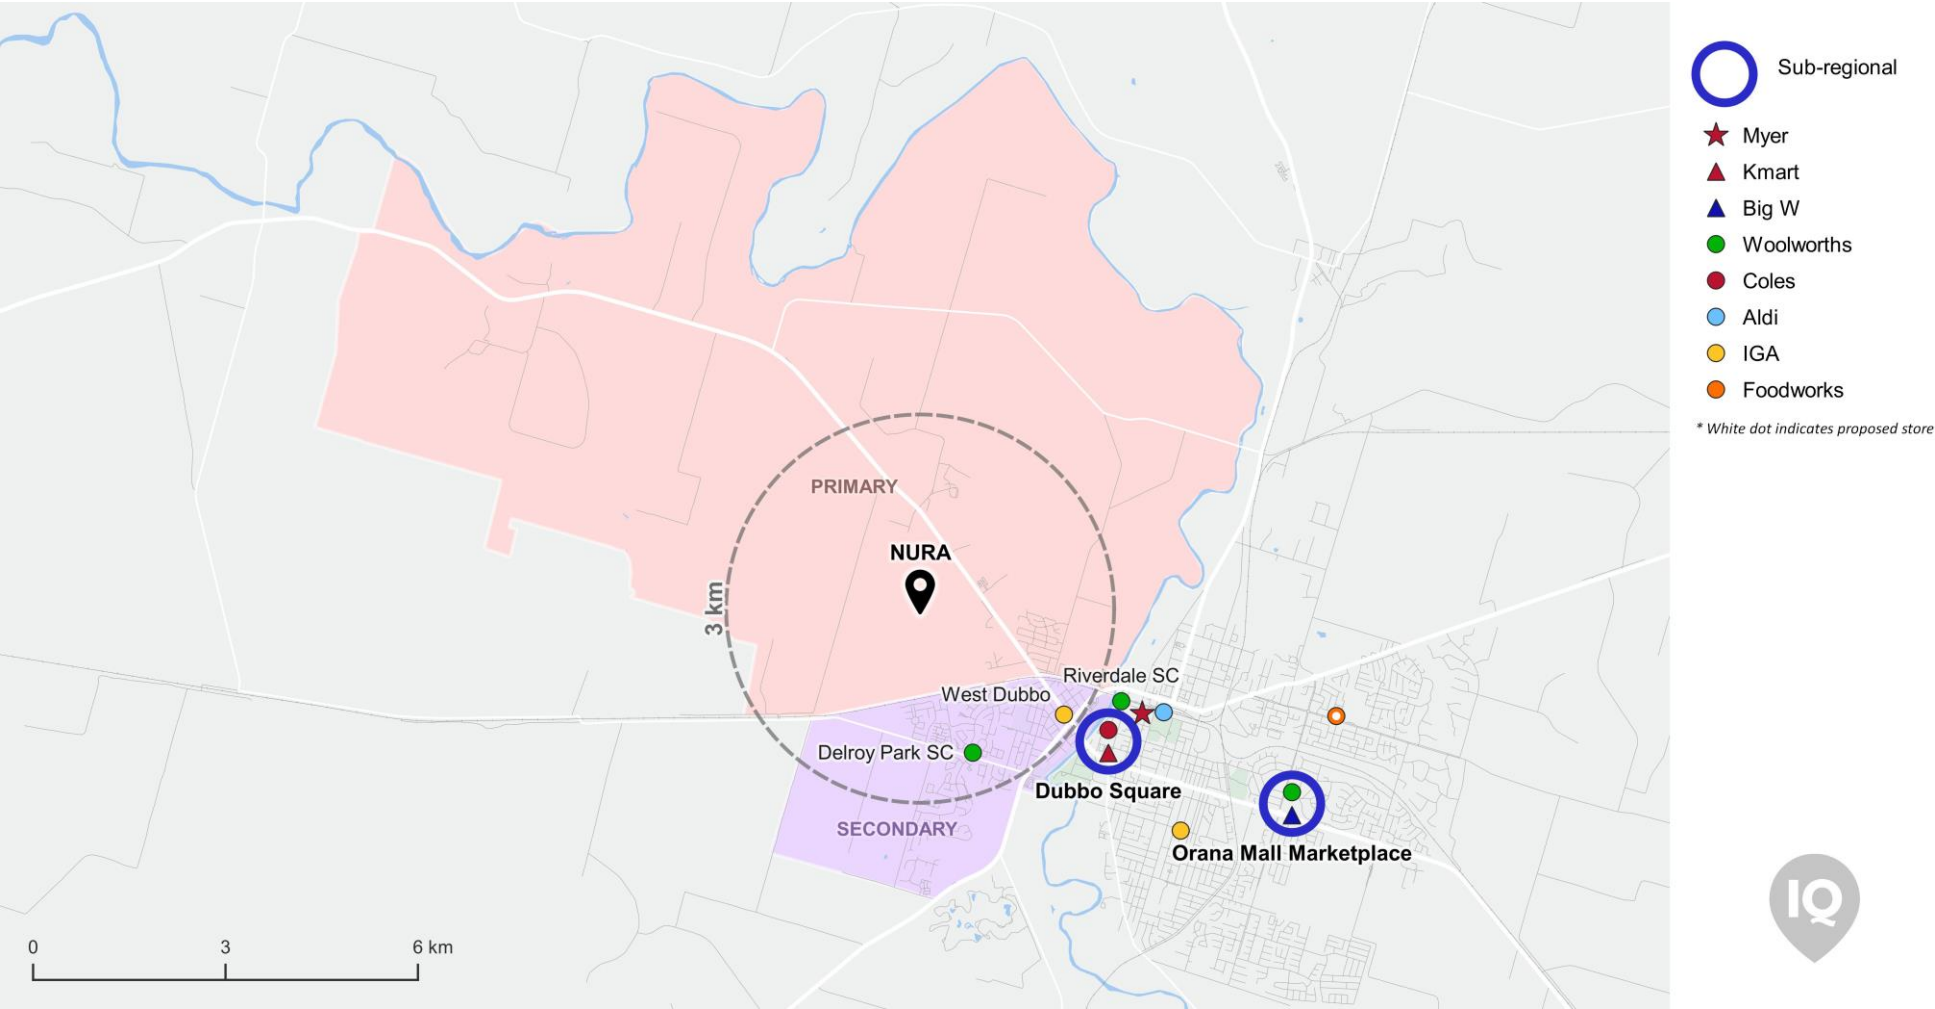 PRIMARY
NURA
3 km
Riverdale SC
West Dubbo
Delroy Park SC
Dubbo Square
SECONDARY
Orana Mall Marketplace
0 3 6 km
Sub-regional
Myer
Kmart
Big W
Woolworths
Coles
Aldi
IGA
Foodworks
* White dot indicates proposed store
IQ